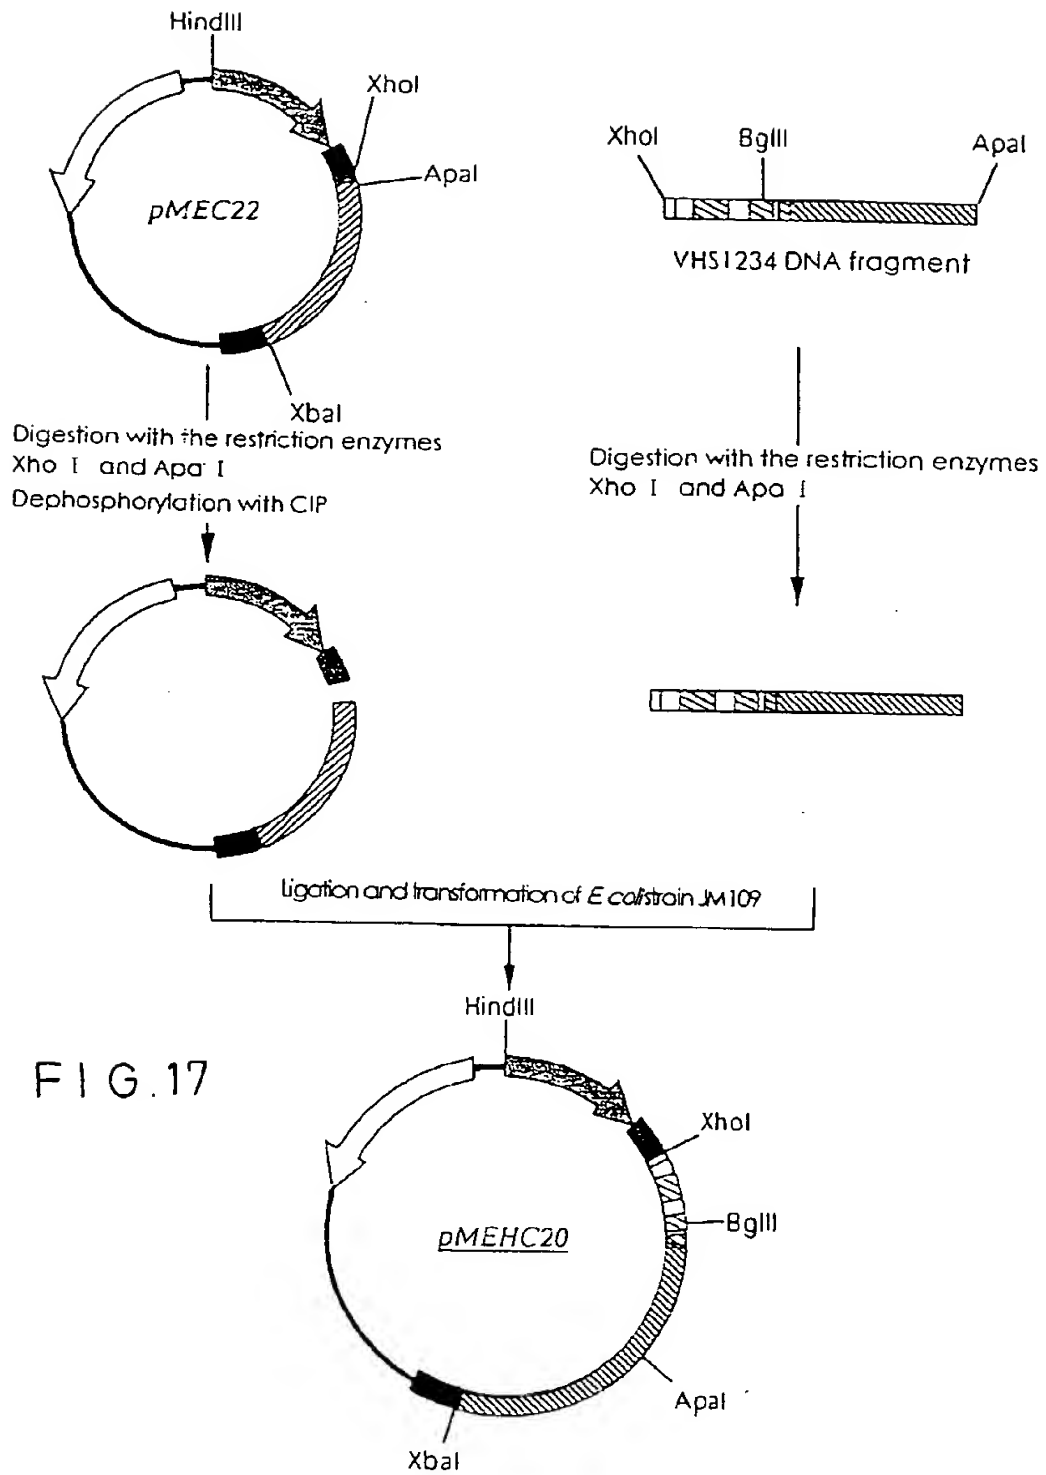 HindIII
XhoI
ApaI
pMEC22
XbaI
XhoI
BglII
ApaI
VHS1234 DNA fragment
Digestion with the restriction enzymes
Xho I and Apa I
Dephosphorylation with CIP
Digestion with the restriction enzymes
Xho I and Apa I
Ligation and transformation of E coli strain JM109
FIG.17
HindIII
XhoI
BglII
pMEHC20
ApaI
XbaI